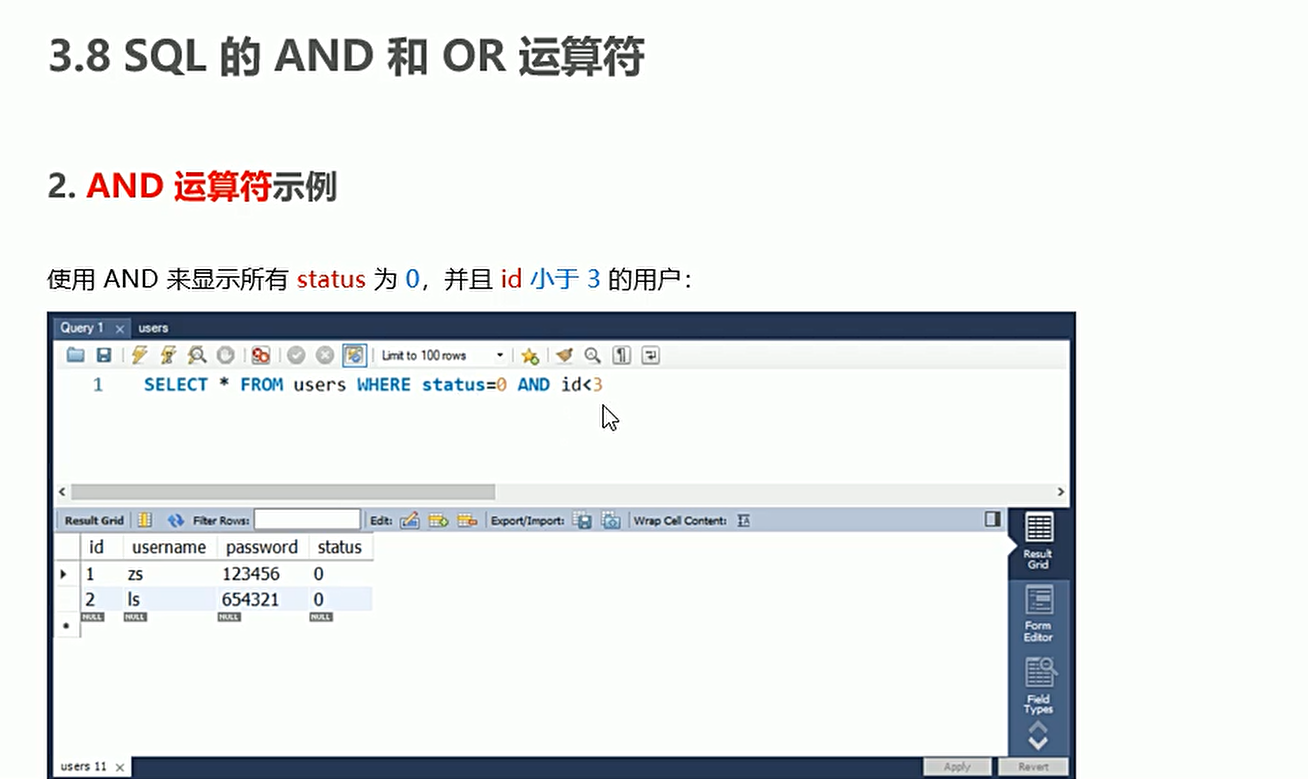 3.8 SQL 的 AND 和 OR 运算符
2. AND 运算符示例
使用 AND 来显示所有 status 为 0，并且 id 小于 3 的用户：
Query 1 × users
Limit to 100 rows
1 SELECT * FROM users WHERE status=0 AND id<3
Result Grid Filter Rows: Edit: Export/Import: Wrap Cell Content:
id username password status
1 zs 123456 0
2 ls 654321 0
NULL NULL NULL NULL
Result
Grid
Form
Editor
Field
Types
users 11 ×
Apply Revert